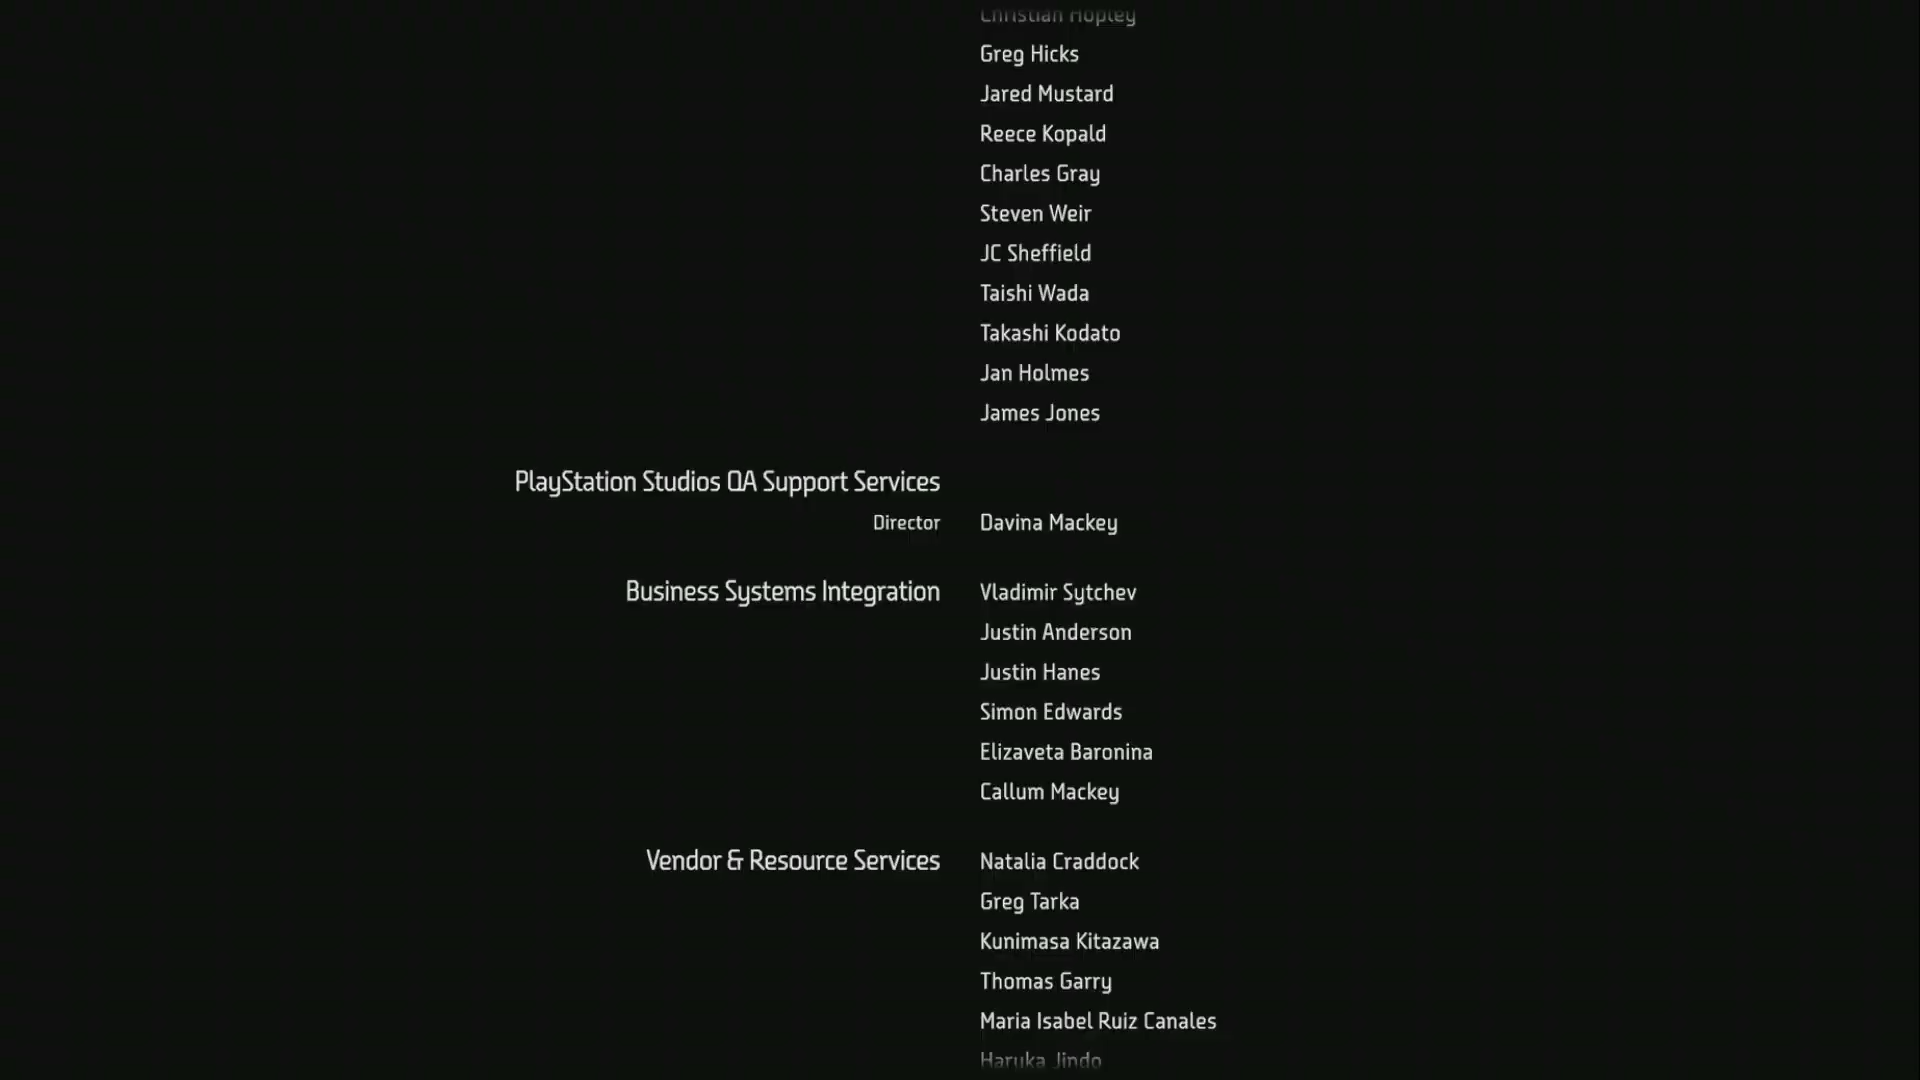 Christian Hopley
Greg Hicks
Jared Mustard
Reece Kopald
Charles Gray
Steven Weir
JC Sheffield
Taishi Wada
Takashi Kodato
Jan Holmes
James Jones
PlayStation Studios QA Support Services
Director Davina Mackey
Business Systems Integration Vladimir Sytchev
Justin Anderson
Justin Hanes
Simon Edwards
Elizaveta Baronina
Callum Mackey
Vendor & Resource Services Natalia Craddock
Greg Tarka
Kunimasa Kitazawa
Thomas Garry
Maria Isabel Ruiz Canales
Haruka Jindo